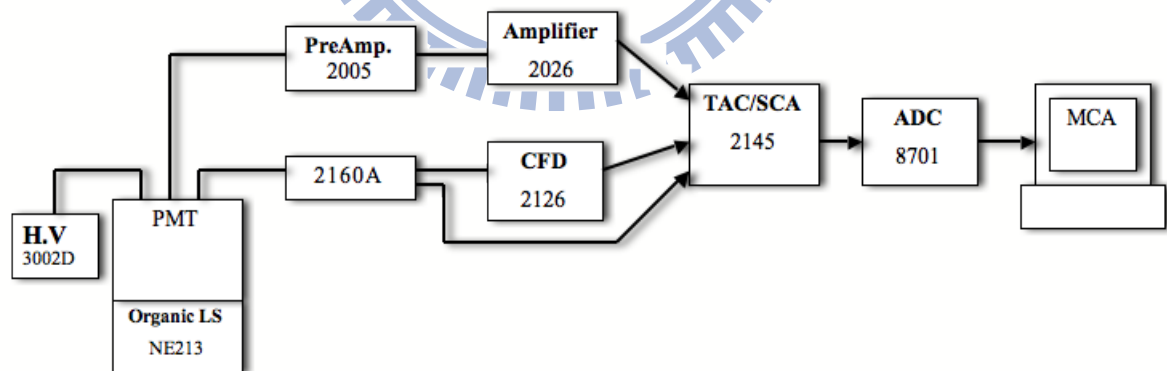 PreAmp.
2005
Amplifier
2026
TAC/SCA
2145
ADC
8701
MCA
2160A
CFD
2126
H.V
3002D
PMT
Organic LS
NE213